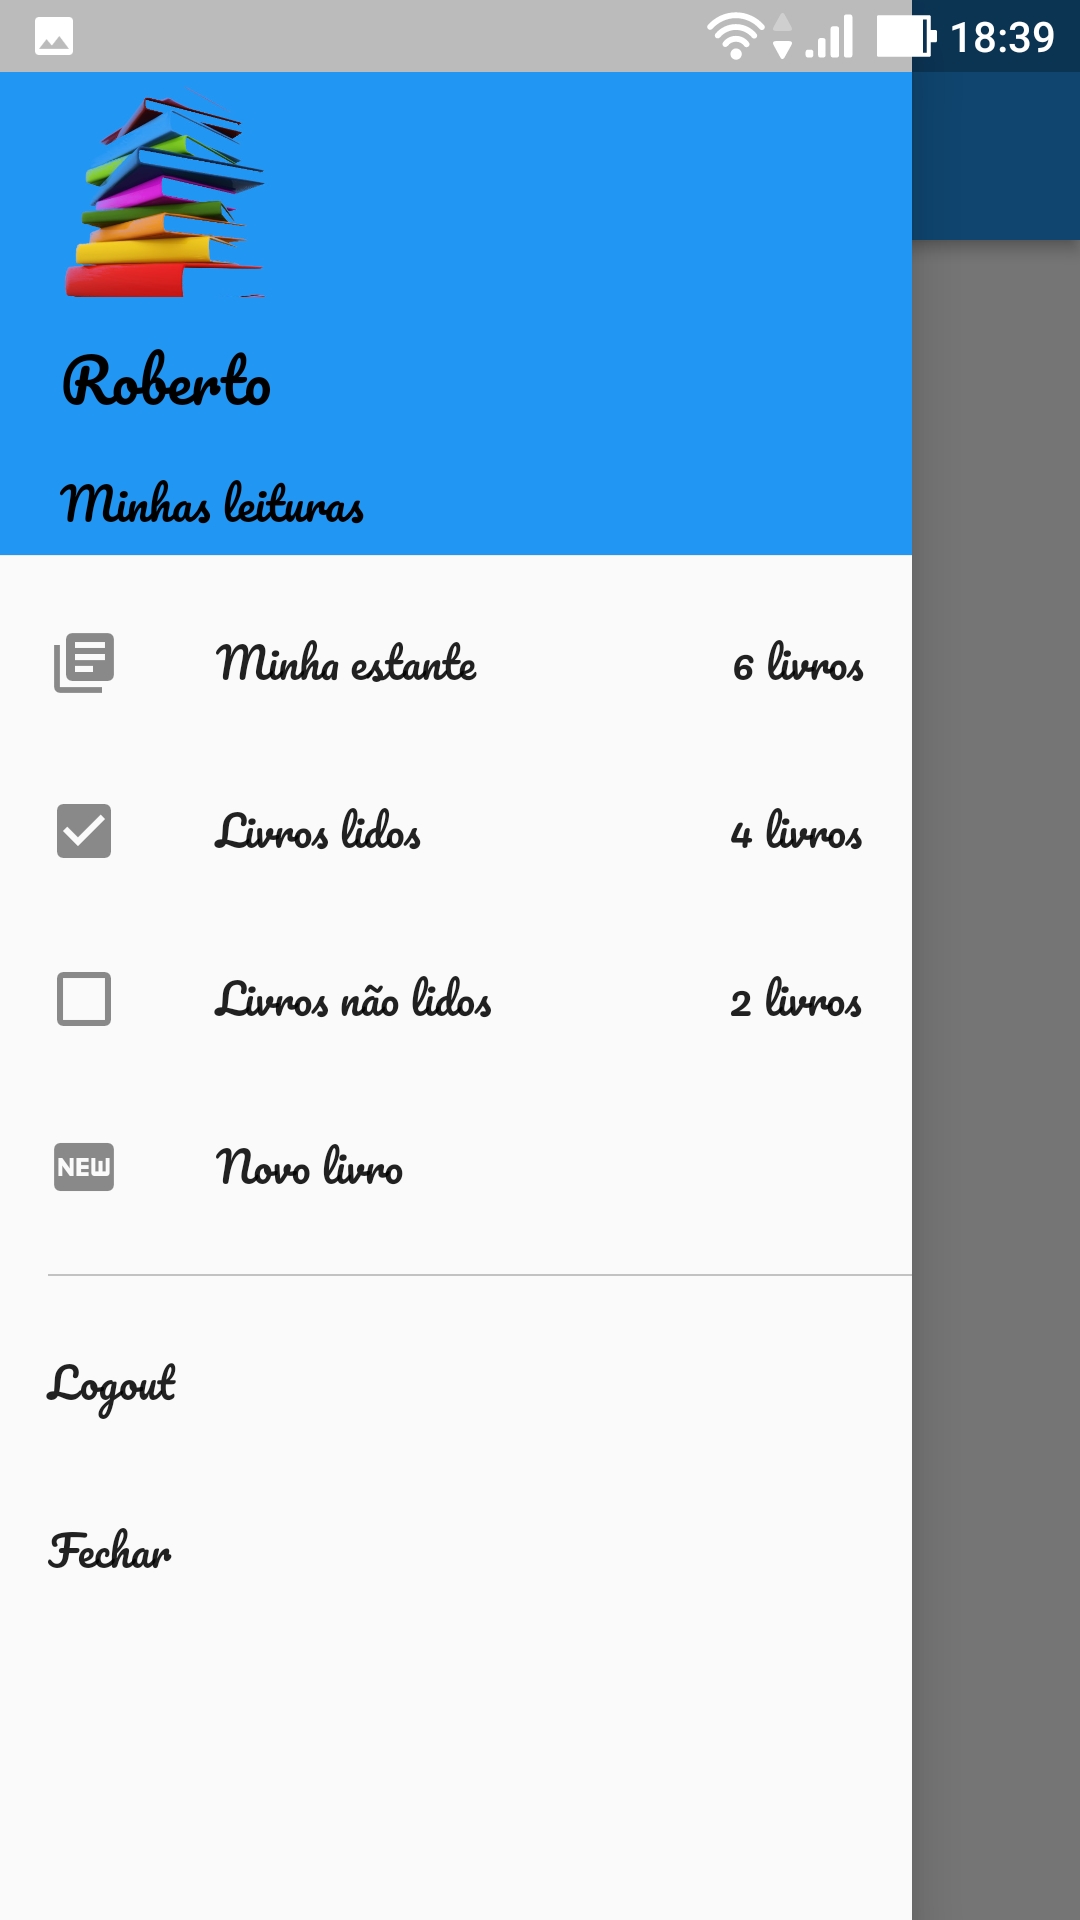 18:39
Roberto
Minhas leituras
Minha estante 6 livros
Livros lidos 4 livros
Livros não lidos 2 livros
NEW Novo livro
Logout
Fechar